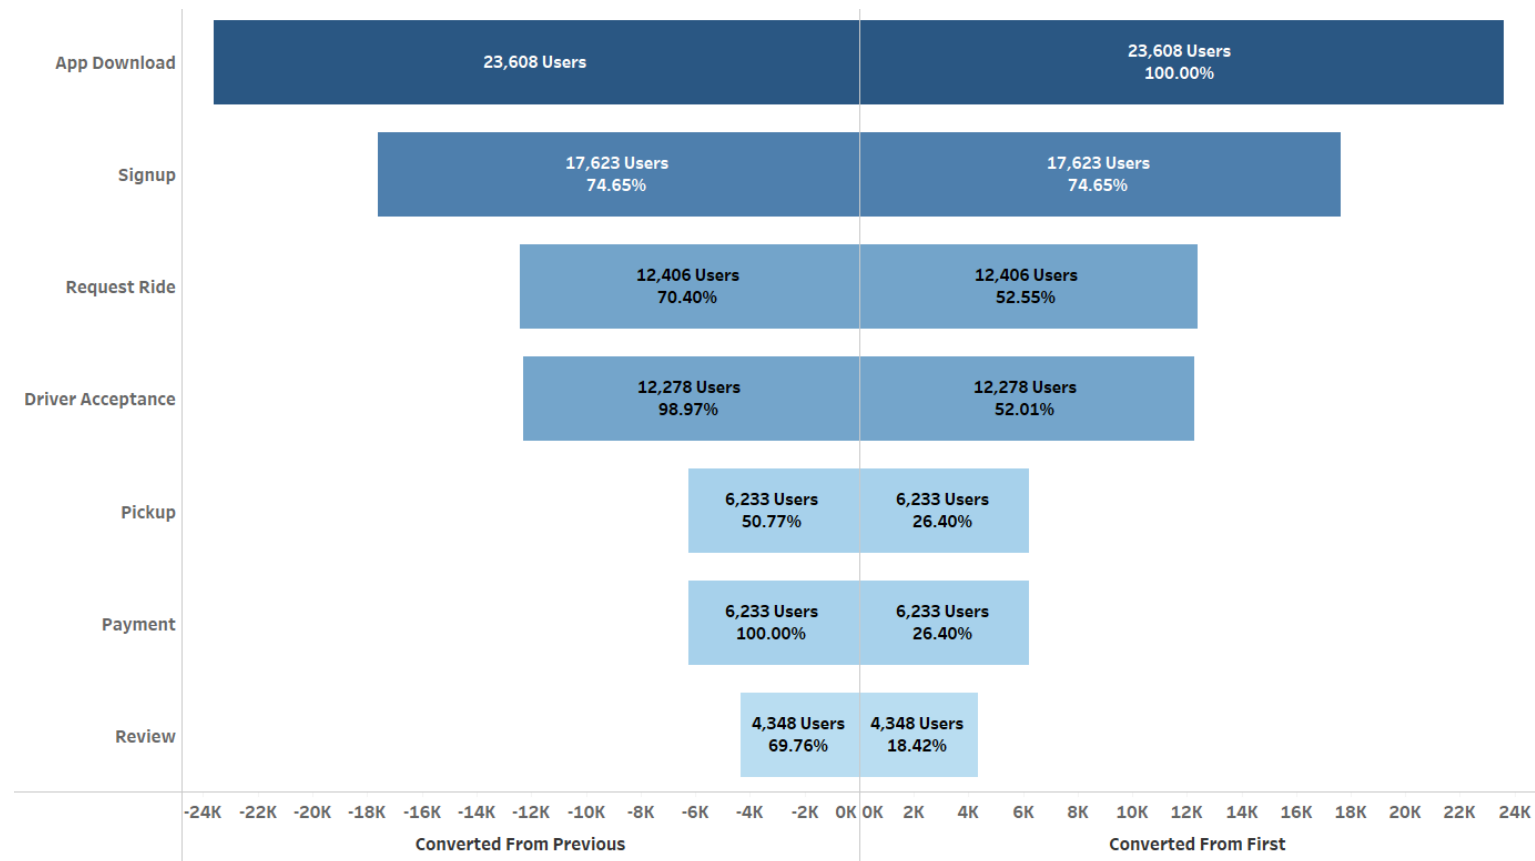 App Download
23,608 Users
23,608 Users
100.00%
Signup
17,623 Users
74.65%
17,623 Users
74.65%
Request Ride
12,406 Users
70.40%
12,406 Users
52.55%
Driver Acceptance
12,278 Users
98.97%
12,278 Users
52.01%
Pickup
6,233 Users
50.77%
6,233 Users
26.40%
Payment
6,233 Users
100.00%
6,233 Users
26.40%
Review
4,348 Users
69.76%
4,348 Users
18.42%
-24K -22K -20K -18K -16K -14K -12K -10K -8K -6K -4K -2K 0K 0K 2K 4K 6K 8K 10K 12K 14K 16K 18K 20K 22K 24K
Converted From Previous Converted From First